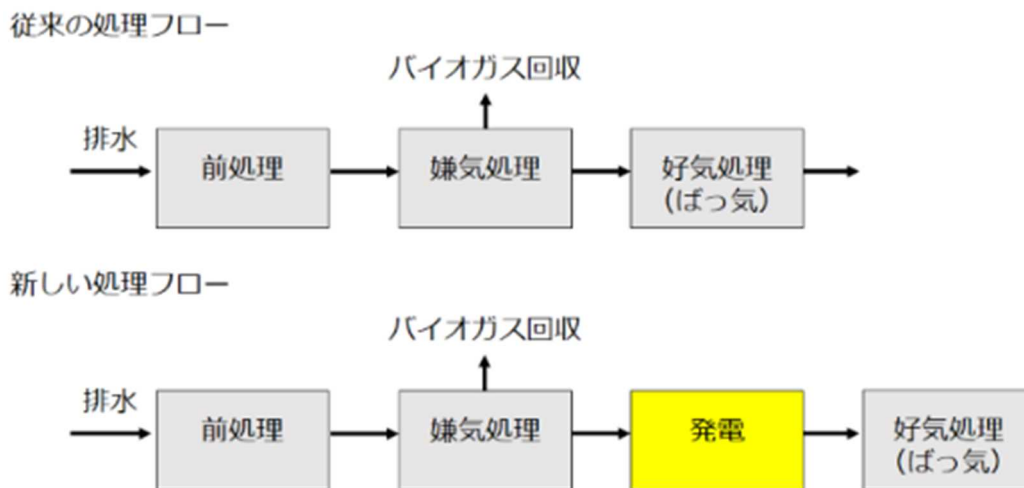 従来の処理フロー
バイオガス回収
排水
前処理
嫌気処理
好気処理
(ばっ気)
新しい処理フロー
バイオガス回収
排水
前処理
嫌気処理
発電
好気処理
(ばっ気)